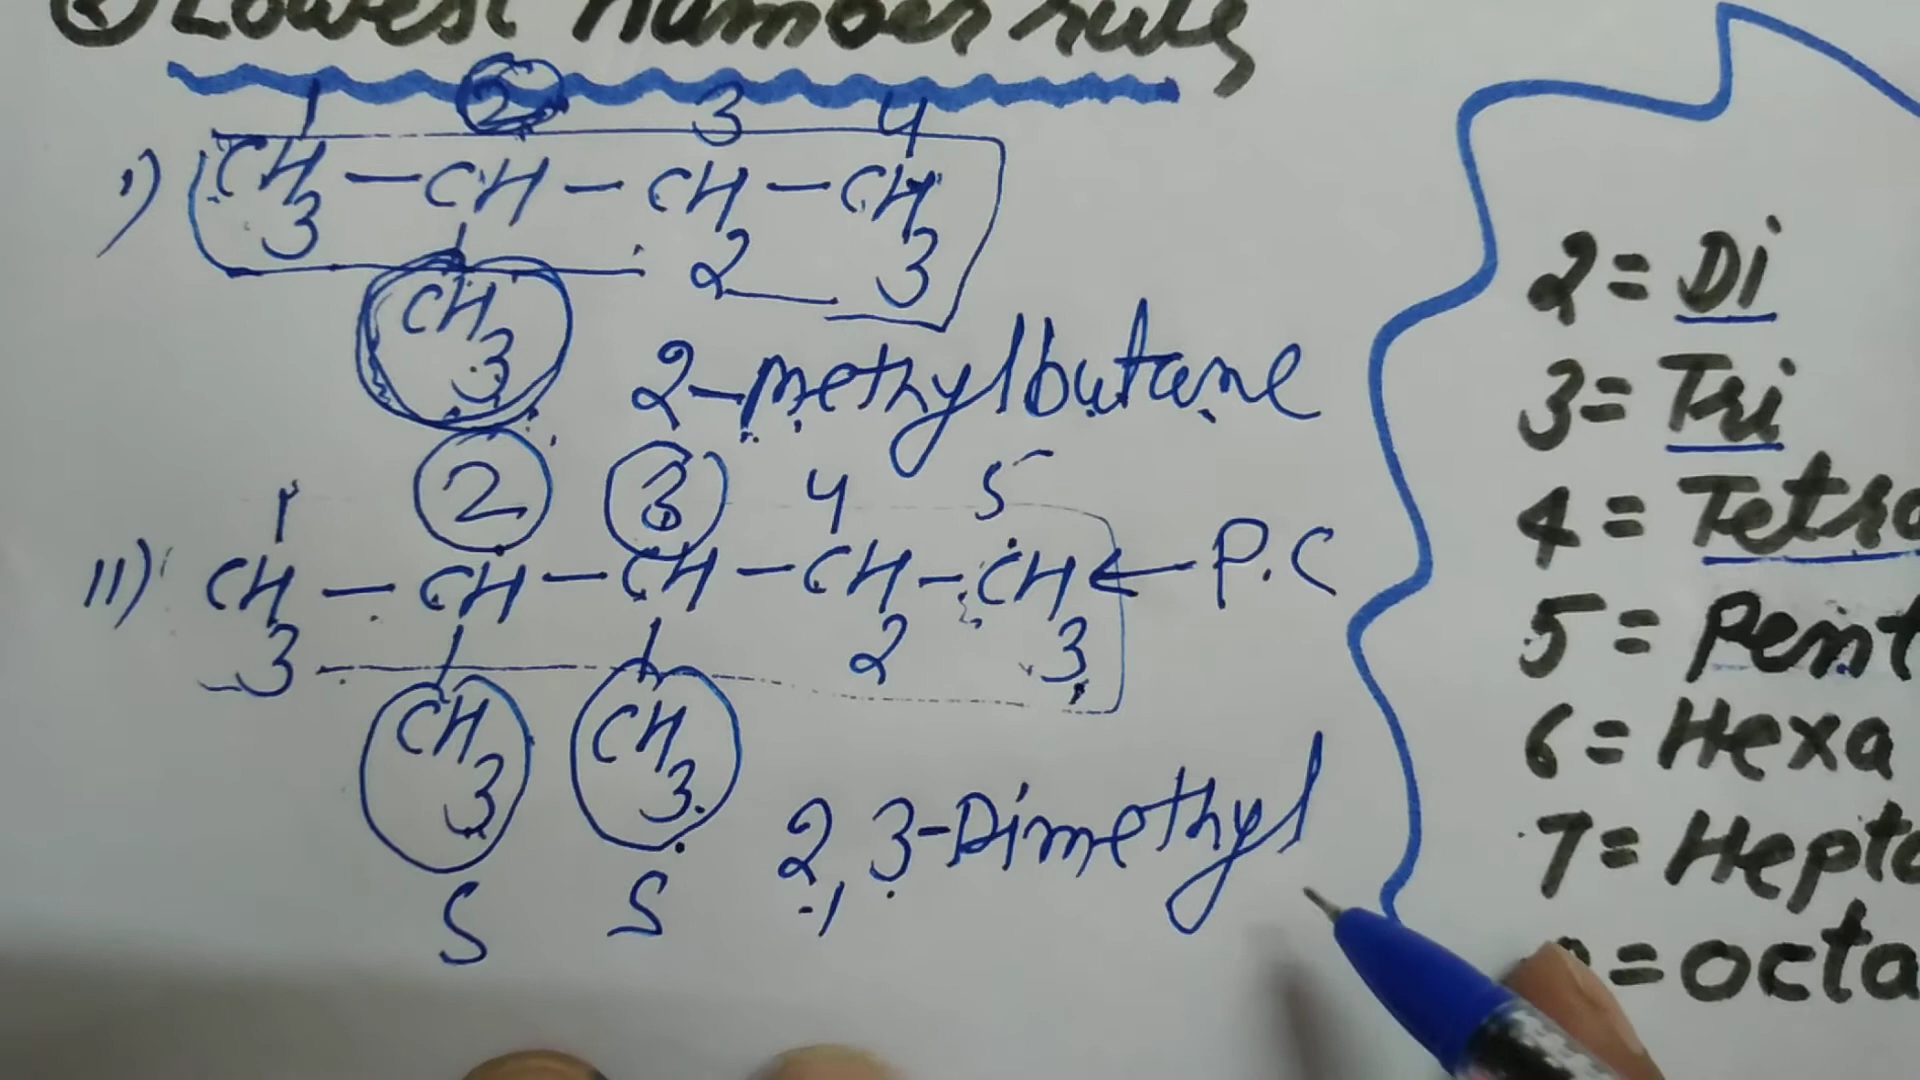 ② Lowest number rule
1 2 3 4
i) CH3 – CH – CH2 – CH3
CH3
2-methylbutane
1 2 3 4 5
ii) CH3 – CH – CH – CH2 – CH3 ← P.C
CH3 CH3
S S
2,3-Dimethyl
2 = Di
3 = Tri
4 = Tetra
5 = Pent
6 = Hexa
7 = Hepta
= octa